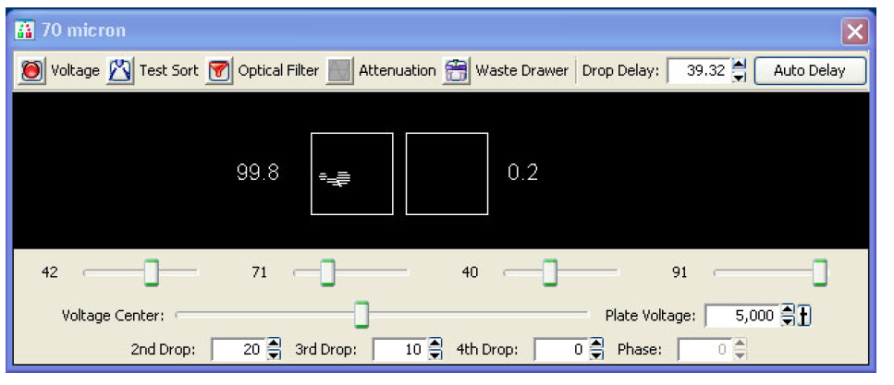 70 micron
Voltage Test Sort Optical Filter Attenuation Waste Drawer Drop Delay: 39.32 Auto Delay
99.8 0.2
42 71 40 91
Voltage Center: Plate Voltage: 5,000
2nd Drop: 20 3rd Drop: 10 4th Drop: 0 Phase: 0